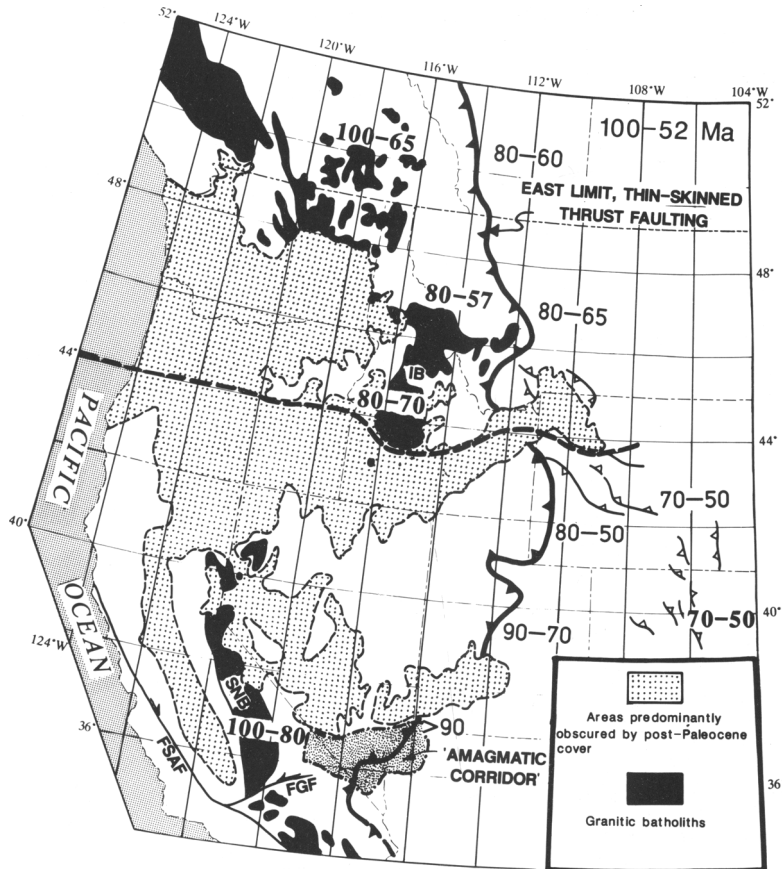 52°
124°W
120°W
116°W
112°W
108°W
104°W
52°
100–52 Ma
100–65
80–60
EAST LIMIT, THIN-SKINNED
THRUST FAULTING
48°
48°
80–57
80–65
44°
IB
80–70
44°
PACIFIC
70–50
80–50
40°
40°
OCEAN
70–50
90–70
124°W
SNB
100–80
>90
36°
FSAF
FGF
'AMAGMATIC
CORRIDOR'
Areas predominantly
obscured by post-Paleocene
cover
36
Granitic batholiths